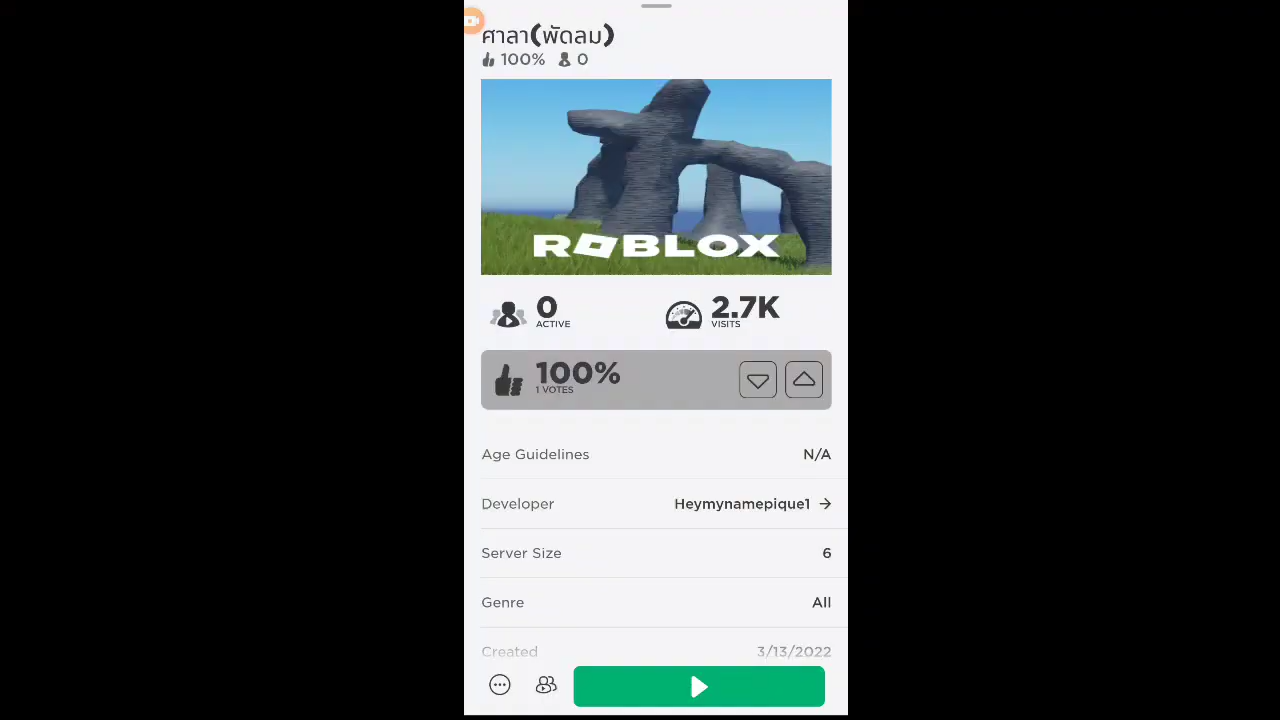 ศาลา(พัดลม)
100% 0
ROBLOX
0 ACTIVE
2.7K VISITS
100%
1 VOTES
Age Guidelines N/A
Developer Heymynamepique1
Server Size 6
Genre All
Created 3/13/2022